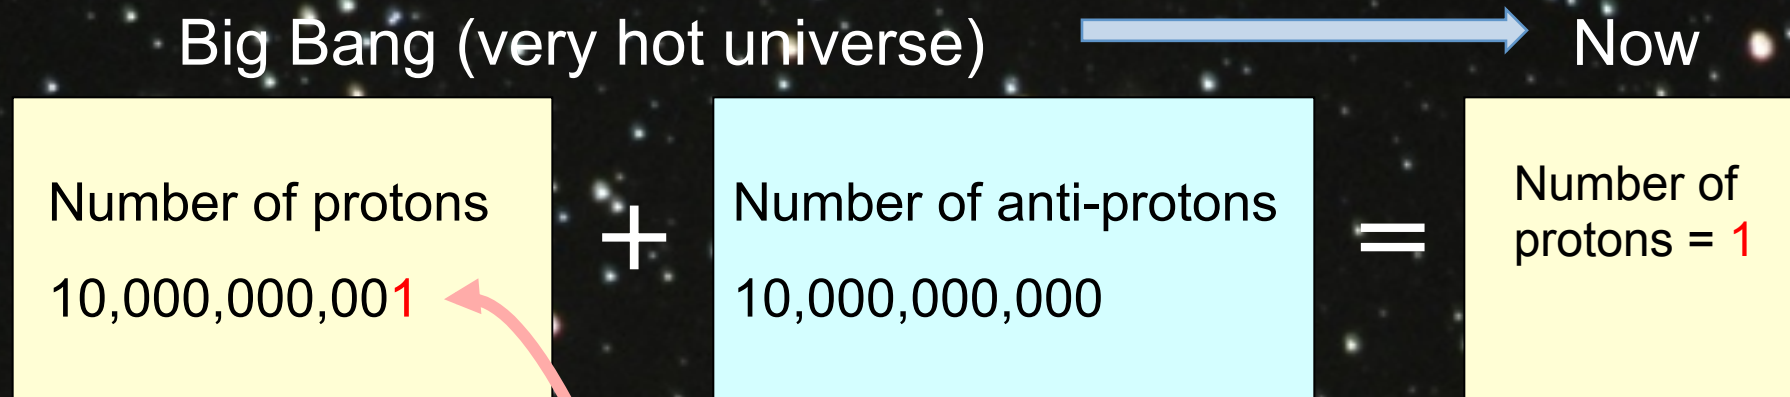 Big Bang (very hot universe)
Now
Number of protons
10,000,000,001
+
Number of anti-protons
10,000,000,000
=
Number of
protons = 1